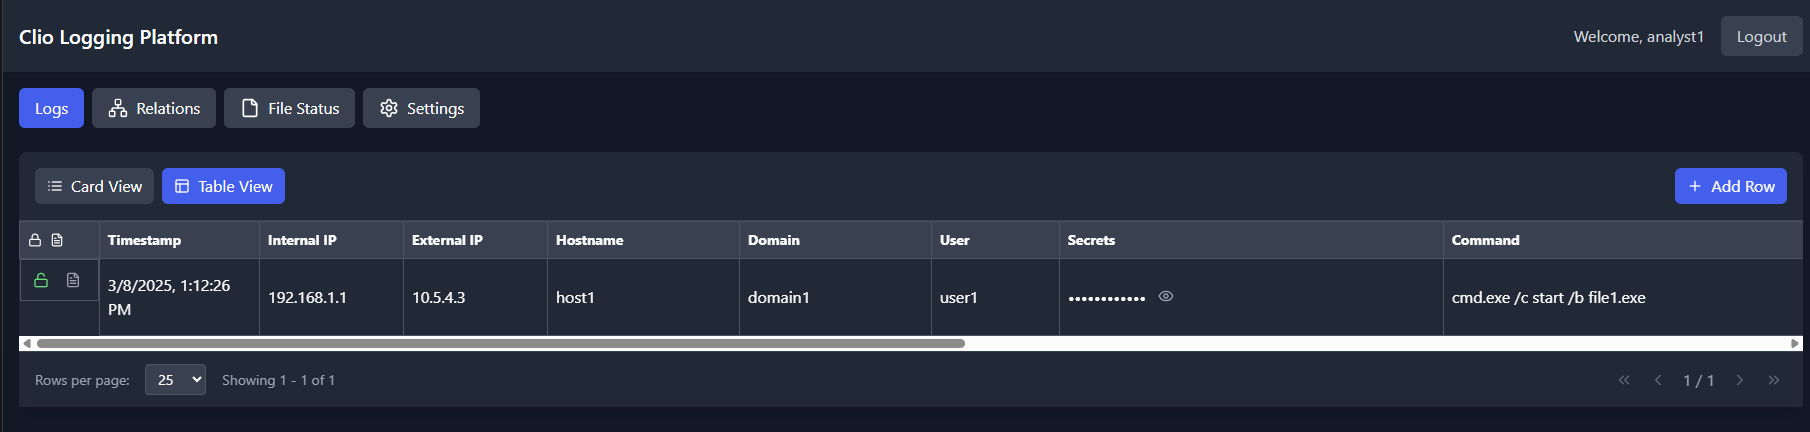 Clio Logging Platform
Welcome, analyst1
Logout
Logs
Relations
File Status
Settings
Card View
Table View
Add Row
Timestamp Internal IP External IP Hostname Domain User Secrets Command
3/8/2025, 1:12:26 PM 192.168.1.1 10.5.4.3 host1 domain1 user1 •••••••••••• cmd.exe /c start /b file1.exe
Rows per page: 25 Showing 1 - 1 of 1
1 / 1